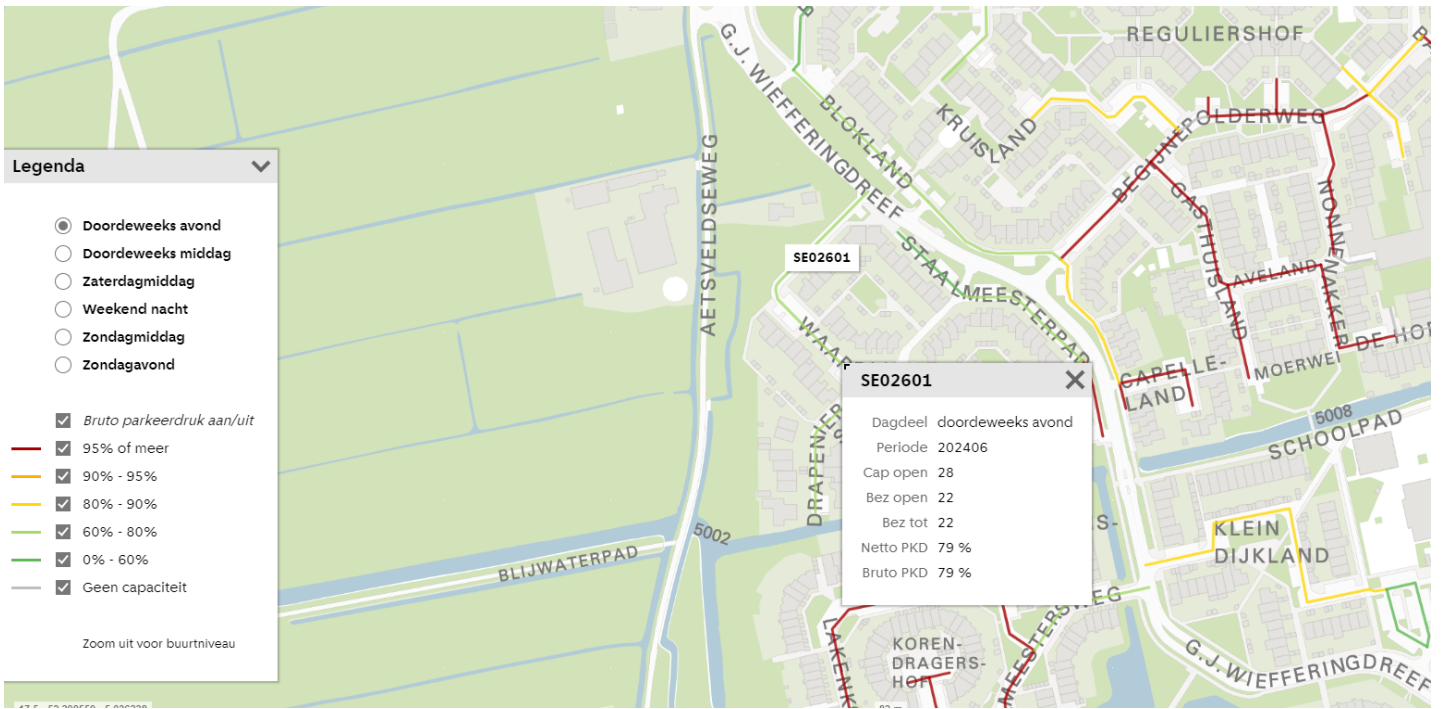 Legenda
Doordeweeks avond
Doordeweeks middag
Zaterdagmiddag
Weekend nacht
Zondagmiddag
Zondagavond
Bruto parkeerdruk aan/uit
95% of meer
90% - 95%
80% - 90%
60% - 80%
0% - 60%
Geen capaciteit
Zoom uit voor buurtniveau
REGULIERSHOF
G.J. WIEFFERINGDREEF
BLOKLAND
KRUISLAND
BEGIJNEPOLDERWEG
GASTHUISLAND
NONNENAKKER
AVELAND
MOERWEI
DE HOF
AETSVELDSEWEG
STAALMEESTERPAD
SE02601
CAPELLE-
LAND
5008
SCHOOLPAD
5002
BLIJWATERPAD
KLEIN
DIJKLAND
G.J. WIEFFERINGDREEF
KOREN-
DRAGERS-
HOF
SE02601
Dagdeel doordeweeks avond
Periode 202406
Cap open 28
Bez open 22
Bez tot 22
Netto PKD 79 %
Bruto PKD 79 %